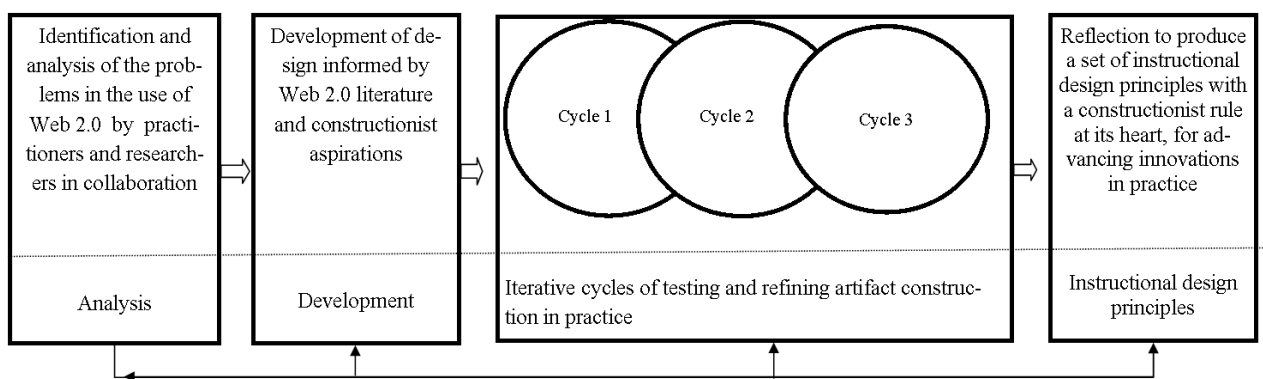 Identification and
analysis of the prob-
lems in the use of
Web 2.0 by practi-
tioners and research-
ers in collaboration
Analysis
Development of de-
sign informed by
Web 2.0 literature
and constructionist
aspirations
Development
Cycle 1
Cycle 2
Cycle 3
Iterative cycles of testing and refining artifact construc-
tion in practice
Reflection to produce
a set of instructional
design principles with
a constructionist rule
at its heart, for ad-
vancing innovations
in practice
Instructional design
principles